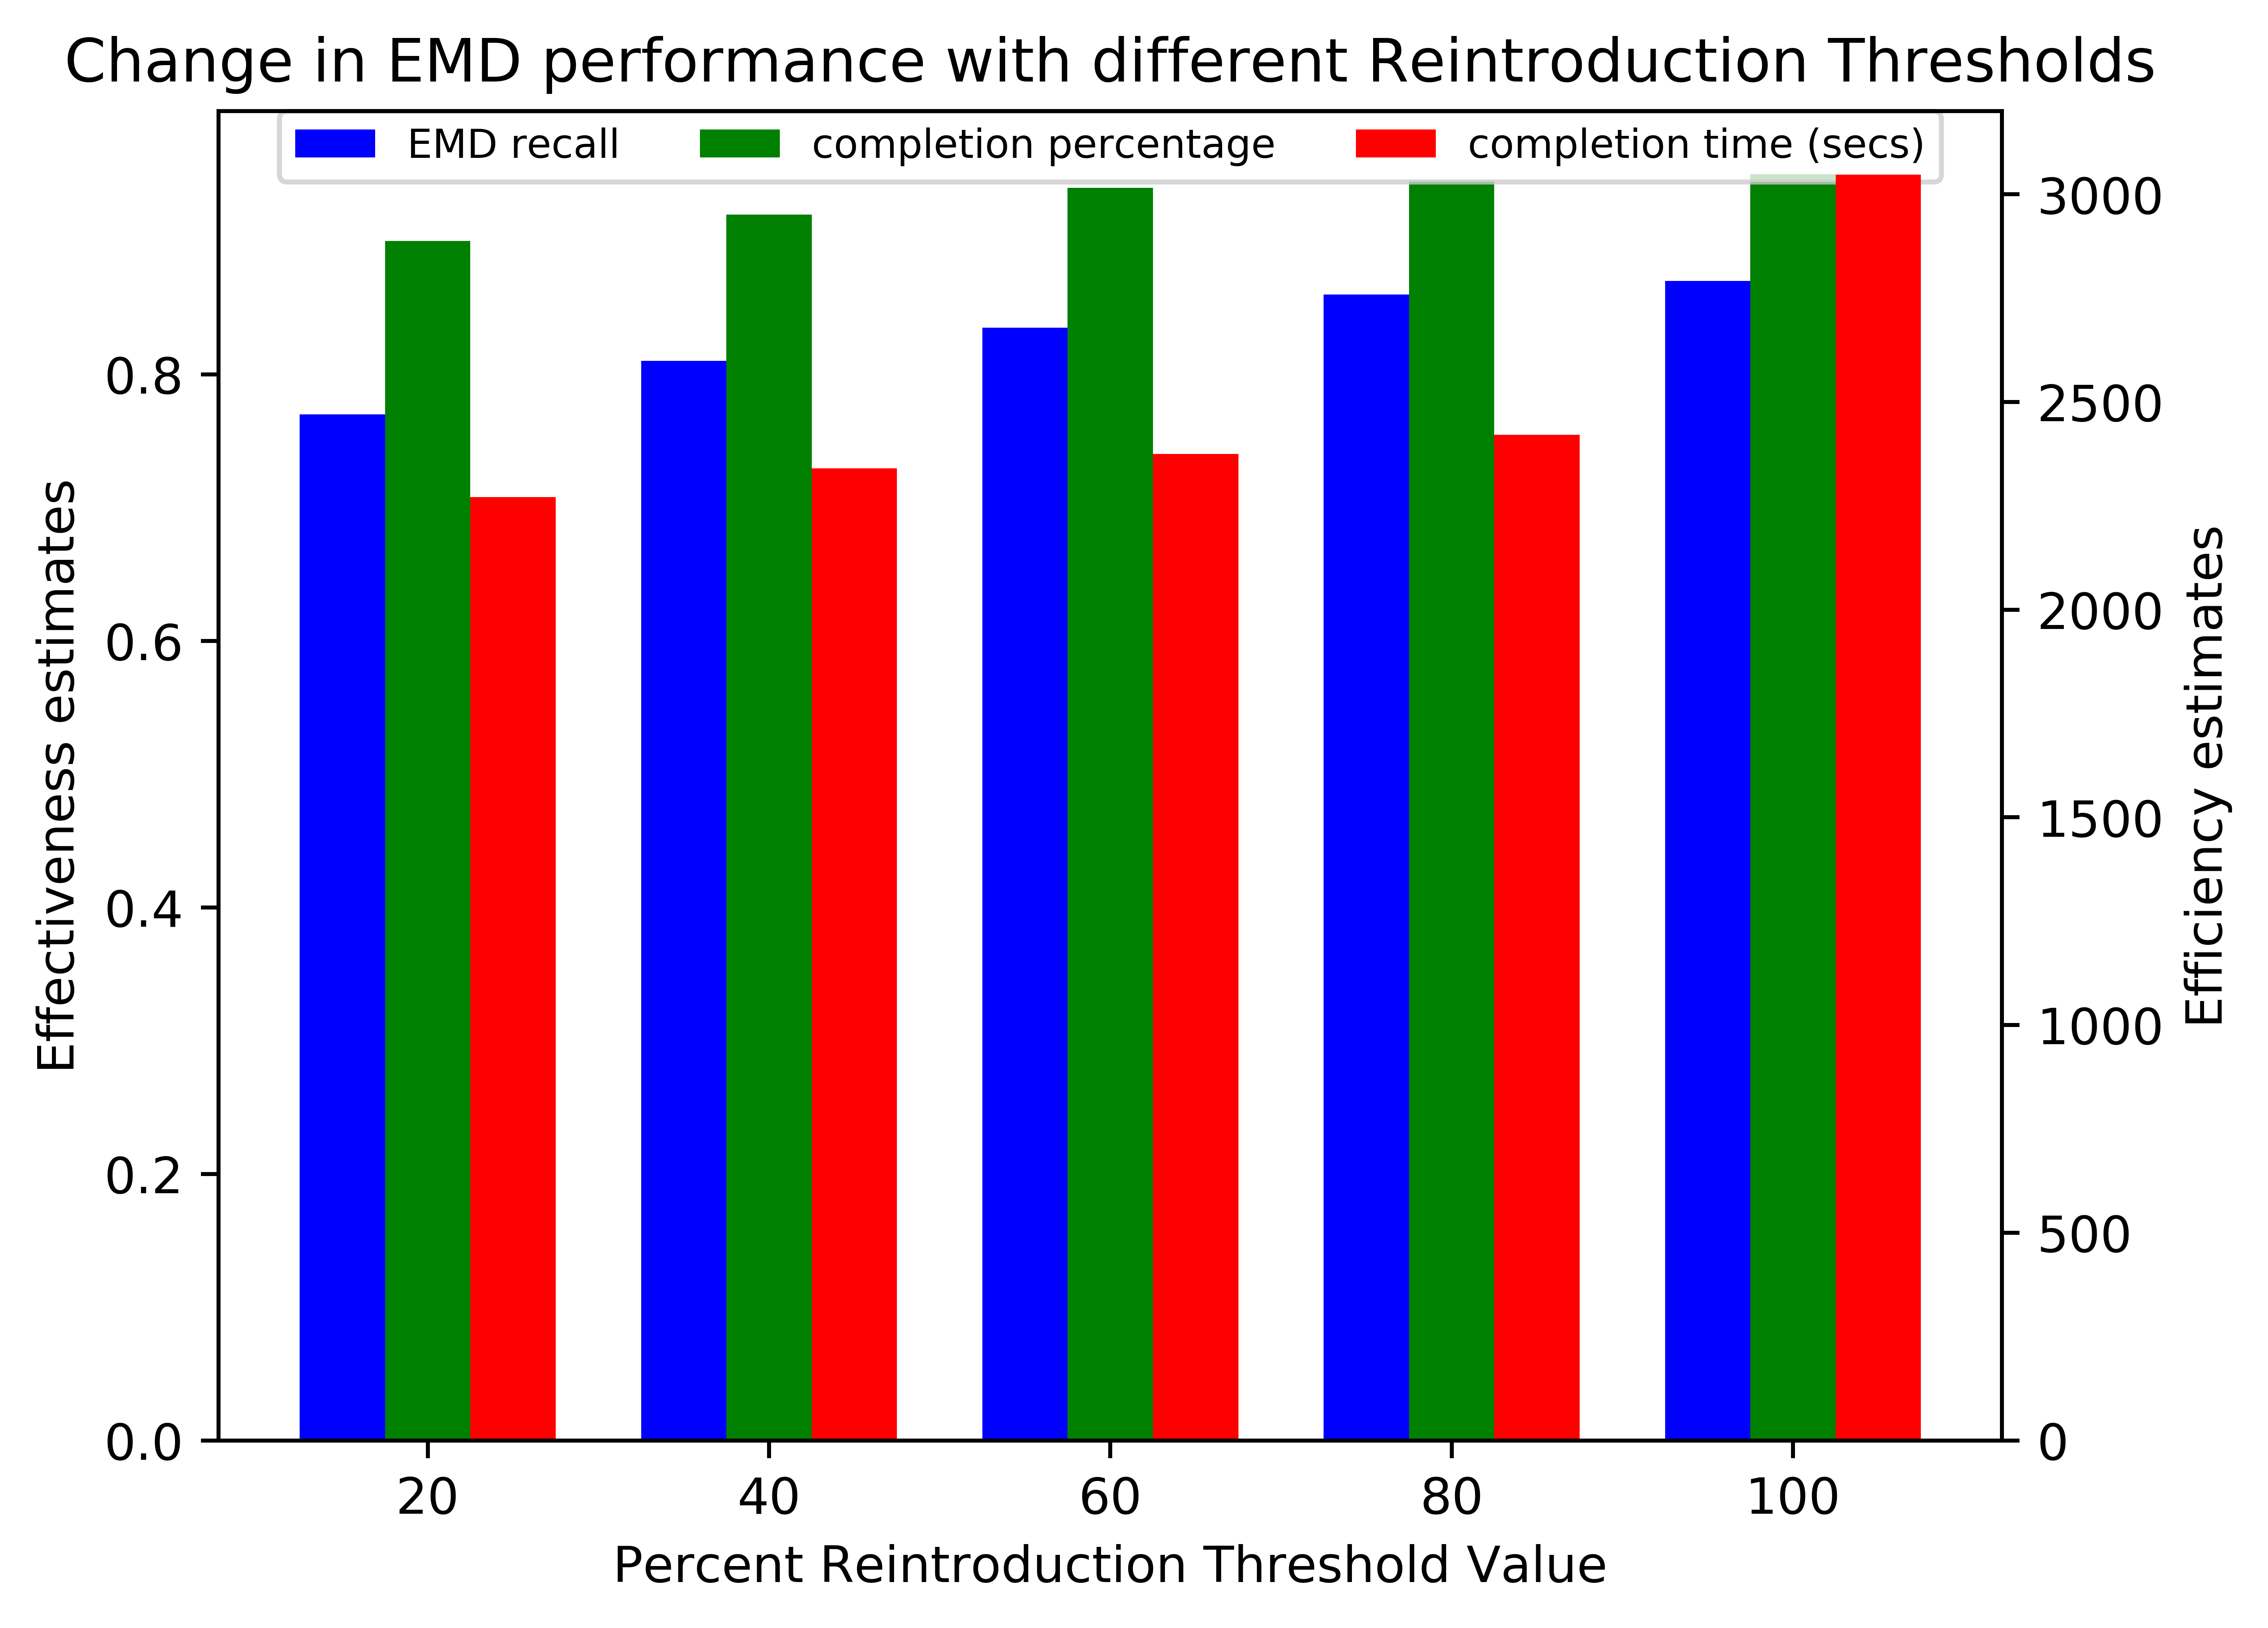 Change in EMD performance with different Reintroduction Thresholds
EMD recall
completion percentage
completion time (secs)
Effectiveness estimates
0.8
0.6
0.4
0.2
0.0
3000
2500
2000
1500
1000
500
0
Efficiency estimates
20
40
60
80
100
Percent Reintroduction Threshold Value